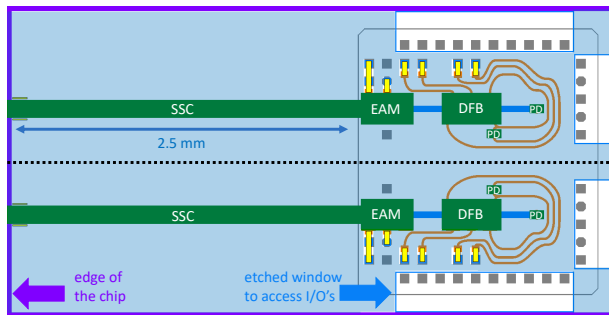 SSC
EAM
DFB
PD
PD
2.5 mm
PD
SSC
EAM
DFB
PD
edge of
the chip
etched window
to access I/O's